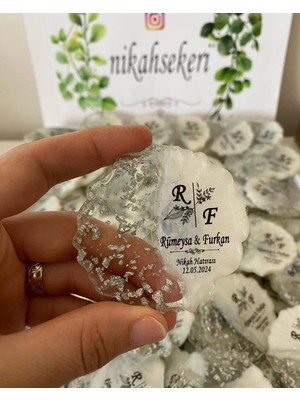 nikahsekeri
R
F
Rümeysa & Furkan
Nikah Hatırası
12.05.2024